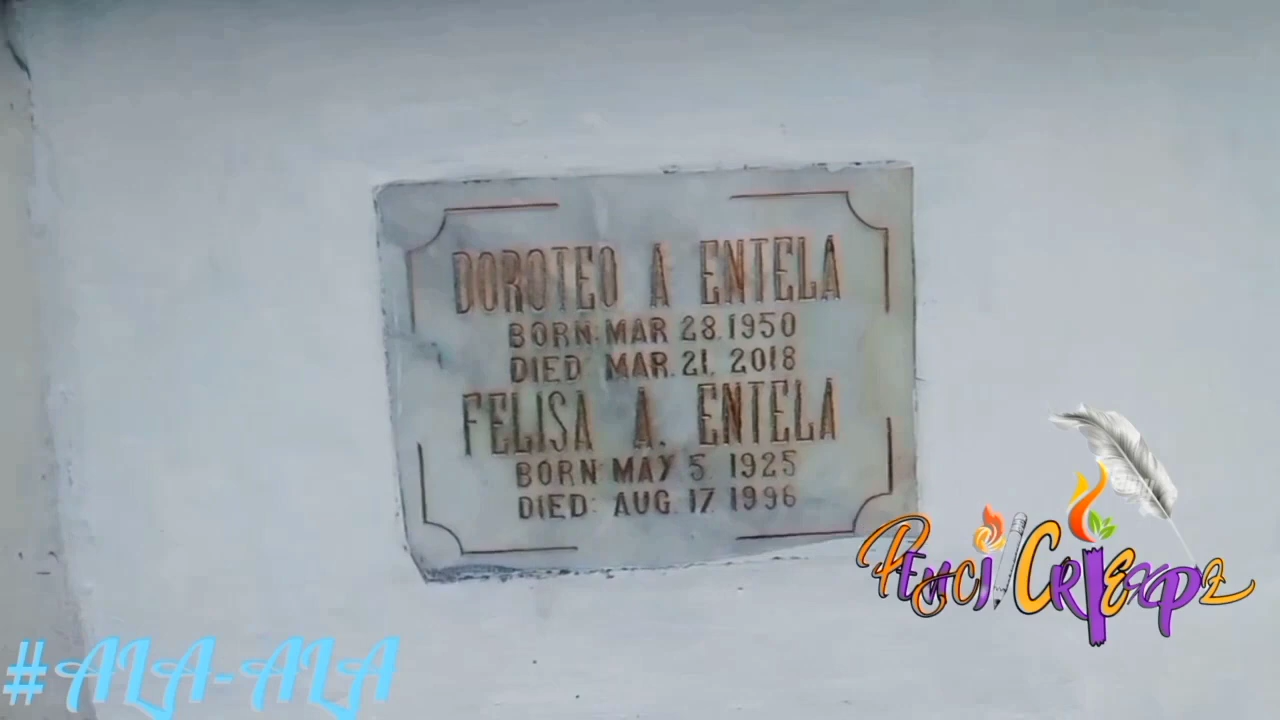 DOROTEO A ENTELA
BORN: MAR 28. 1950
DIED: MAR. 21, 2018
FELISA A. ENTELA
BORN: MAY 5 1925
DIED: AUG. 17, 1996
#ALA-ALA